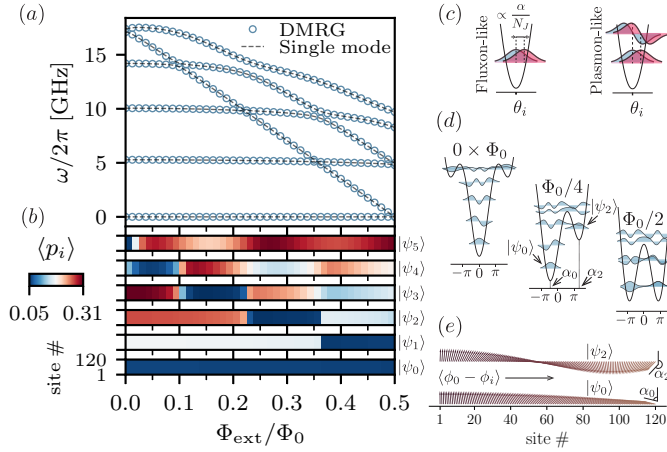 (a)
DMRG
Single mode
ω/2π [GHz]
15
10
5
0
(b)
⟨p_i⟩
0.05 0.31
site #
120
1
|ψ₅⟩
|ψ₄⟩
|ψ₃⟩
|ψ₂⟩
|ψ₁⟩
|ψ₀⟩
0.0 0.1 0.2 0.3 0.4 0.5
Φ_ext/Φ₀
(c)
Fluxon-like
∝ α/N_J
θ_i
Plasmon-like
θ_i
(d)
0 × Φ₀
−π 0 π
Φ₀/4
|ψ₂⟩
|ψ₀⟩
α₀ α₂
−π 0 π
Φ₀/2
−π 0 π
(e)
|ψ₂⟩
α₂
⟨ϕ₀ − ϕ_i⟩
|ψ₀⟩
α₀
1 20 40 60 80 100 120
site #